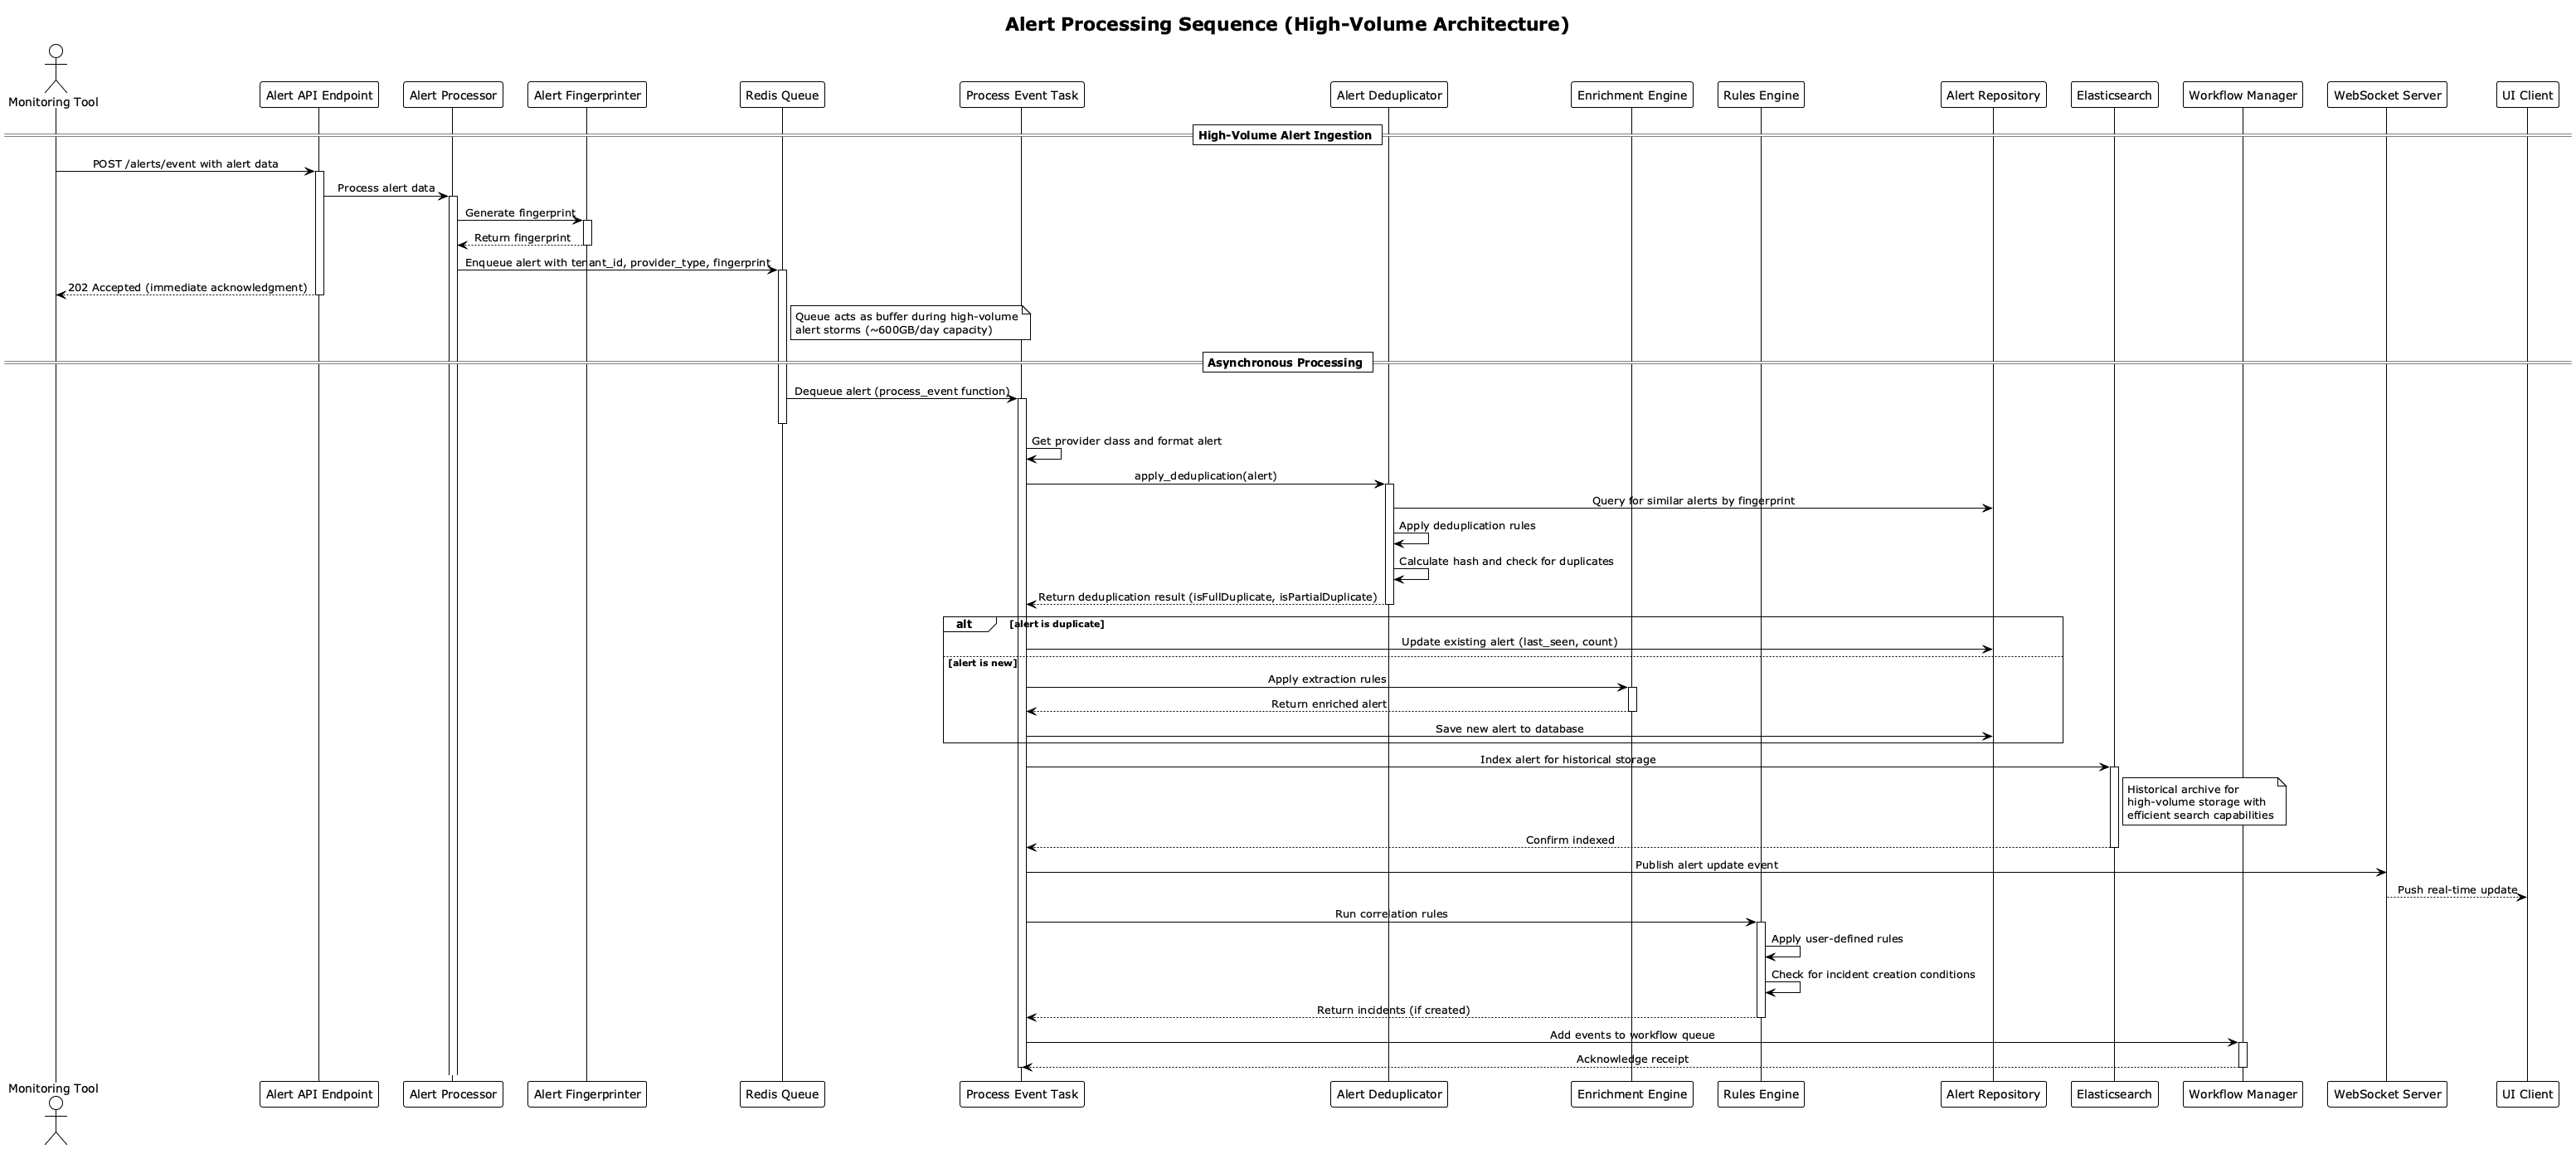 Alert Processing Sequence (High-Volume Architecture)
Monitoring Tool
Alert API Endpoint
Alert Processor
Alert Fingerprinter
Redis Queue
Process Event Task
Alert Deduplicator
Enrichment Engine
Rules Engine
Alert Repository
Elasticsearch
Workflow Manager
WebSocket Server
UI Client
High-Volume Alert Ingestion
POST /alerts/event with alert data
Process alert data
Generate fingerprint
Return fingerprint
Enqueue alert with tenant_id, provider_type, fingerprint
202 Accepted (immediate acknowledgment)
Queue acts as buffer during high-volume
alert storms (~600GB/day capacity)
Asynchronous Processing
Dequeue alert (process_event function)
Get provider class and format alert
apply_deduplication(alert)
Query for similar alerts by fingerprint
Apply deduplication rules
Calculate hash and check for duplicates
Return deduplication result (isFullDuplicate, isPartialDuplicate)
alt
[alert is duplicate]
Update existing alert (last_seen, count)
[alert is new]
Apply extraction rules
Return enriched alert
Save new alert to database
Index alert for historical storage
Historical archive for
high-volume storage with
efficient search capabilities
Confirm indexed
Publish alert update event
Push real-time update
Run correlation rules
Apply user-defined rules
Check for incident creation conditions
Return incidents (if created)
Add events to workflow queue
Acknowledge receipt
Monitoring Tool
Alert API Endpoint
Alert Processor
Alert Fingerprinter
Redis Queue
Process Event Task
Alert Deduplicator
Enrichment Engine
Rules Engine
Alert Repository
Elasticsearch
Workflow Manager
WebSocket Server
UI Client